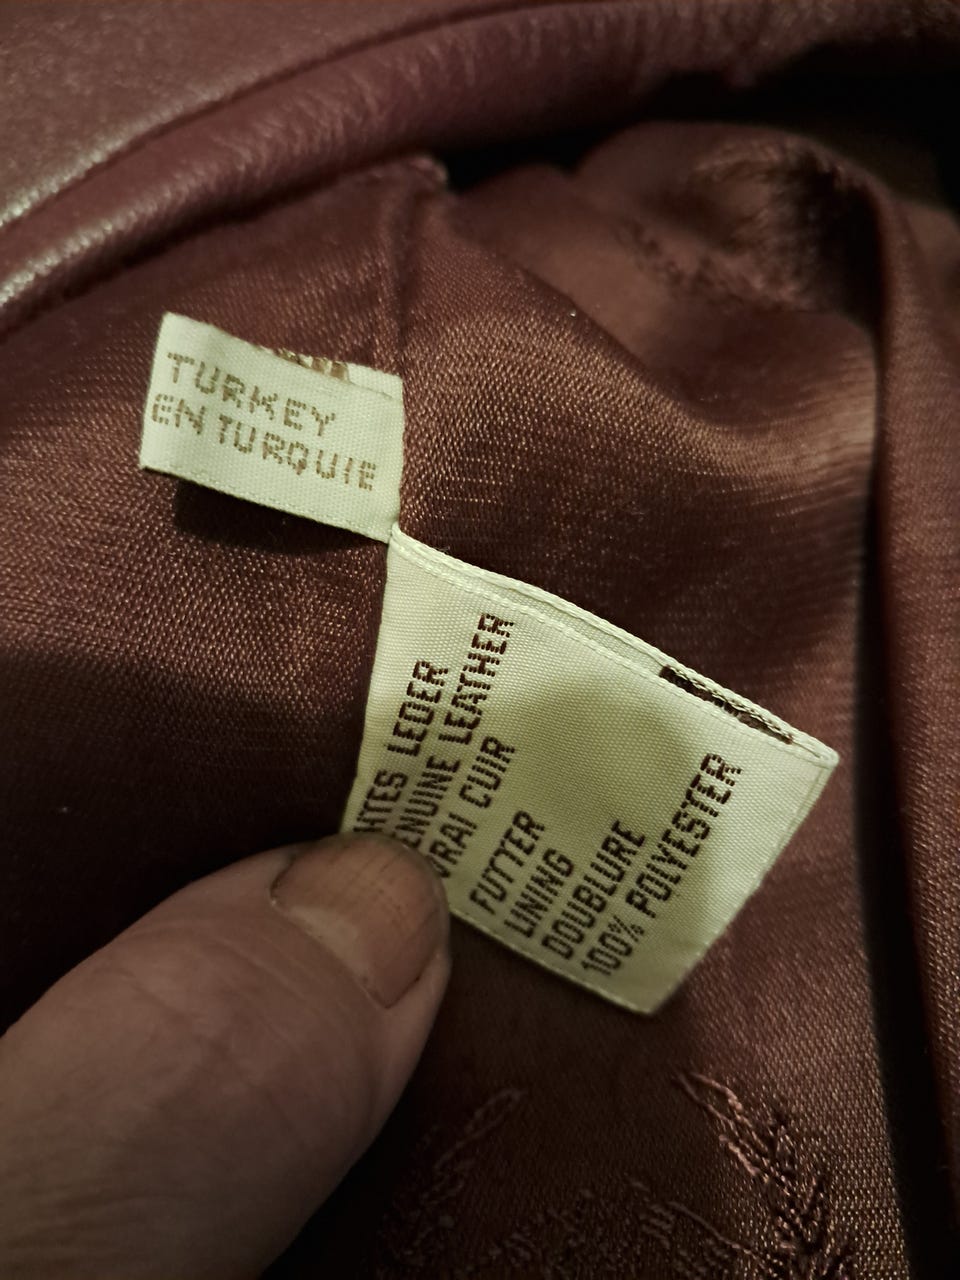 TURKEY
EN TURQUIE
LEDER
LEATHER
CUIR
FUTTER
LINING
DOUBLURE
100% POLYESTER